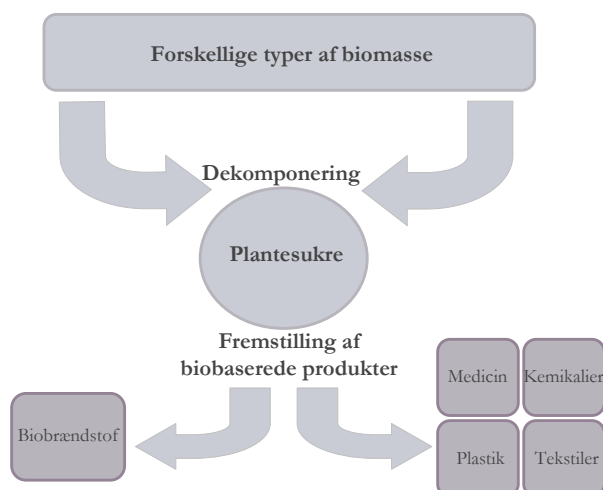 Forskellige typer af biomasse
Dekomponering
Plantesukre
Fremstilling af
biobaserede produkter
Biobrændstof
Medicin
Kemikalier
Plastik
Tekstiler